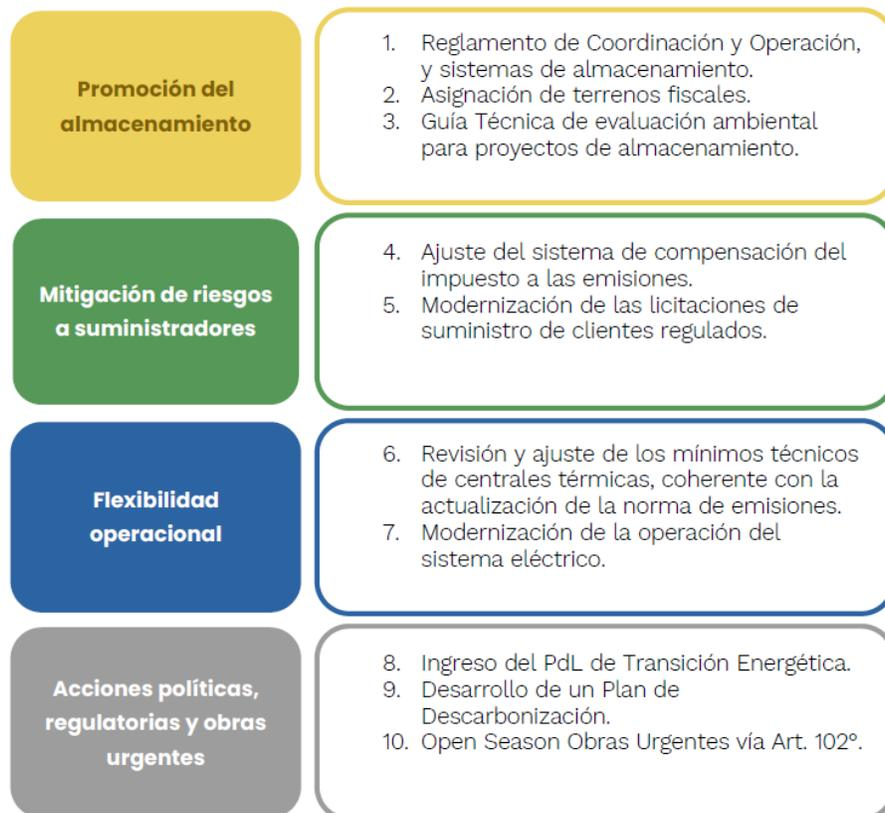 Promoción del
almacenamiento
1. Reglamento de Coordinación y Operación,
y sistemas de almacenamiento.
2. Asignación de terrenos fiscales.
3. Guía Técnica de evaluación ambiental
para proyectos de almacenamiento.
Mitigación de riesgos
a suministradores
4. Ajuste del sistema de compensación del
impuesto a las emisiones.
5. Modernización de las licitaciones de
suministro de clientes regulados.
Flexibilidad
operacional
6. Revisión y ajuste de los mínimos técnicos
de centrales térmicas, coherente con la
actualización de la norma de emisiones.
7. Modernización de la operación del
sistema eléctrico.
Acciones políticas,
regulatorias y obras
urgentes
8. Ingreso del PdL de Transición Energética.
9. Desarrollo de un Plan de
Descarbonización.
10. Open Season Obras Urgentes vía Art. 102°.